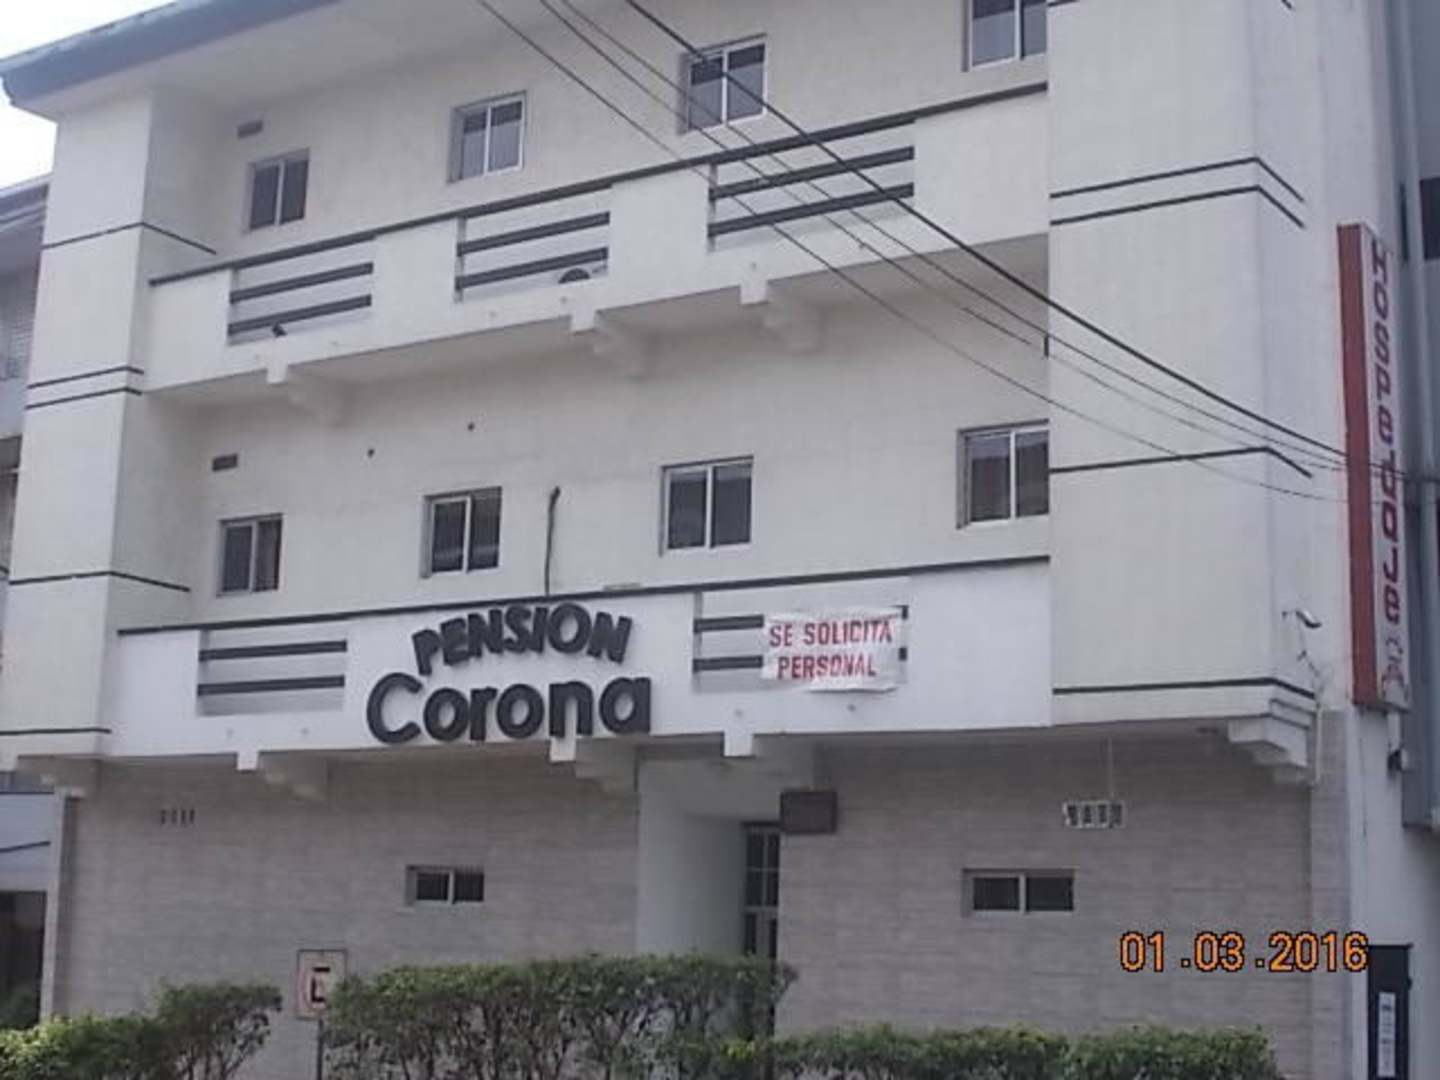 PENSION
Corona
SE SOLICITA
PERSONAL
HOSPEDAJE
E
01.03.2016